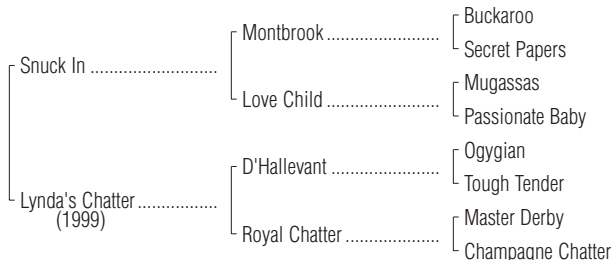 Buckaroo
Montbrook ........................
Secret Papers
Snuck In ...........................
Mugassas
Love Child ........................
Passionate Baby
Ogygian
D'Hallevant ......................
Tough Tender
Lynda's Chatter.................
(1999)
Master Derby
Royal Chatter....................
Champagne Chatter